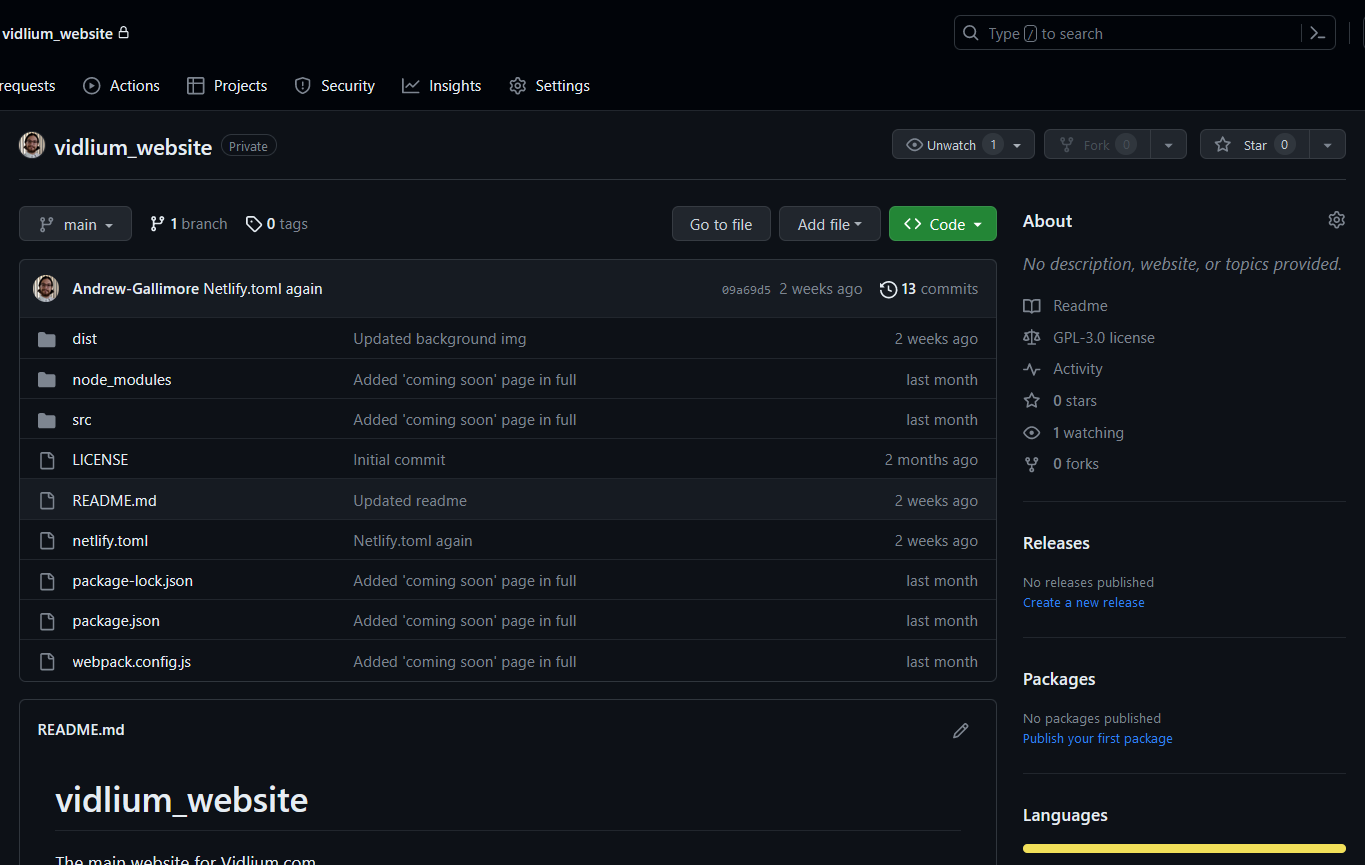 vidlium_website
Type / to search
requests Actions Projects Security Insights Settings
vidlium_website Private
Unwatch 1 Fork 0 Star 0
main 1 branch 0 tags Go to file Add file Code
Andrew-Gallimore Netlify.toml again 09a69d5 2 weeks ago 13 commits
dist Updated background img 2 weeks ago
node_modules Added 'coming soon' page in full last month
src Added 'coming soon' page in full last month
LICENSE Initial commit 2 months ago
README.md Updated readme 2 weeks ago
netlify.toml Netlify.toml again 2 weeks ago
package-lock.json Added 'coming soon' page in full last month
package.json Added 'coming soon' page in full last month
webpack.config.js Added 'coming soon' page in full last month
README.md
vidlium_website
The main website for Vidlium.com
About
No description, website, or topics provided.
Readme
GPL-3.0 license
Activity
0 stars
1 watching
0 forks
Releases
No releases published
Create a new release
Packages
No packages published
Publish your first package
Languages